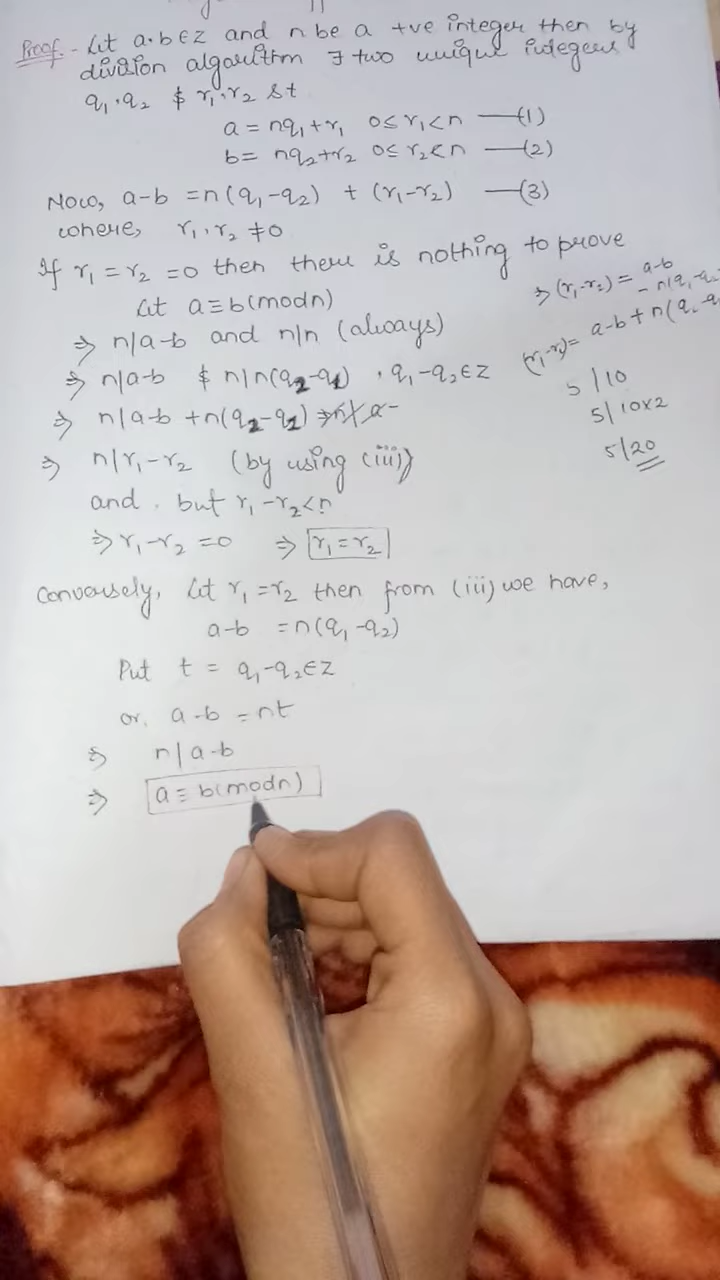 Proof - Let a.b∈Z and n be a +ve integer then by
division algorithm ∃ two unique integers
q₁.q₂ $ r₁.r₂ st
a = nq₁+r₁ 0≤r₁<n —(1)
b = nq₂+r₂ 0≤r₂<n —(2)
Now, a-b = n(q₁-q₂) + (r₁-r₂) —(3)
where, r₁.r₂ ≠0
If r₁ = r₂ =0 then there is nothing to prove
Let a≡b(modn)
⇒ n/a-b and n/n (always)
⇒ n/a-b $ n/n(q₂-q₁) , q₁-q₂∈Z
⇒ n/a-b +n(q₂-q₁)
⇒ n/r₁-r₂ (by using (iii))
and . but r₁-r₂<n
⇒ r₁-r₂ =0 ⇒ r₁=r₂
Conversely, Let r₁=r₂ then from (iii) we have,
a-b = n(q₁-q₂)
Put t = q₁-q₂∈Z
or, a-b = nt
⇒ n/a-b
⇒ a≡b(modn)
⇒ (r₁-r₂) = a-b
- n(q₁-q₂
(r₁-r₂)= a-b+n(q₂-q
5/10
5/10x2
5/20